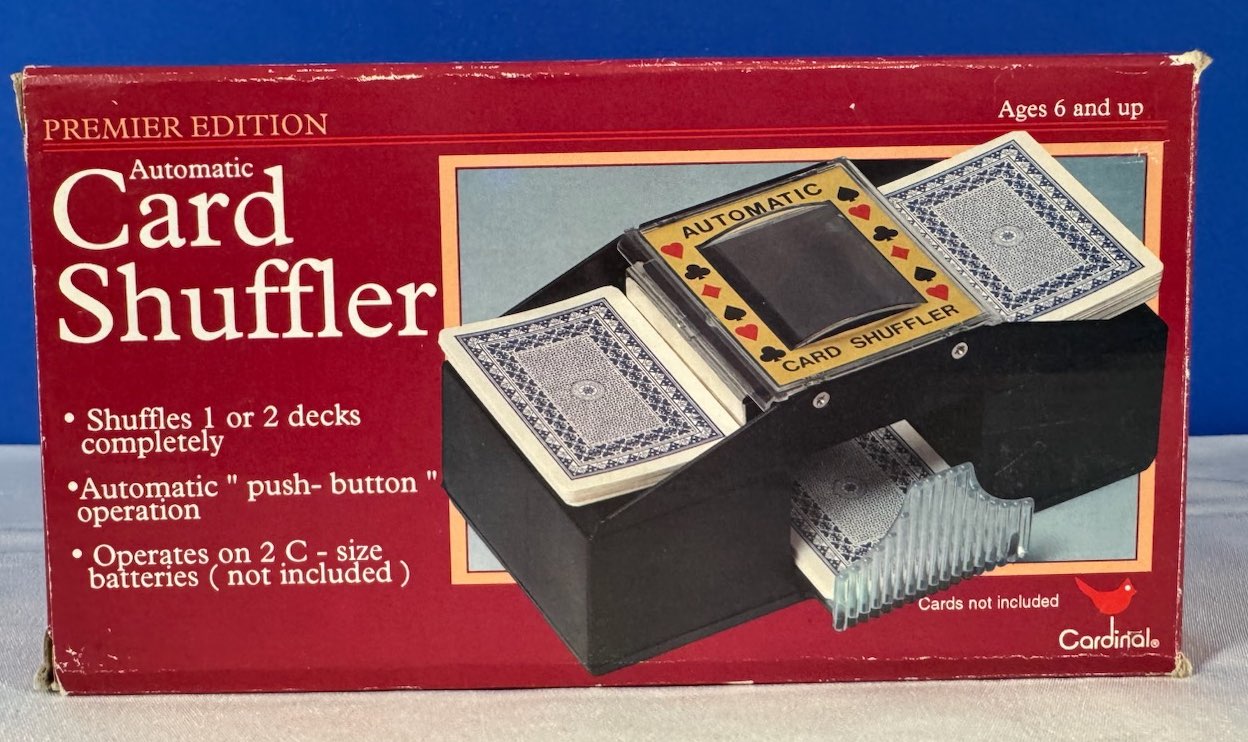 PREMIER EDITION
Ages 6 and up
Automatic
Card
Shuffler
• Shuffles 1 or 2 decks
completely
•Automatic " push- button "
operation
• Operates on 2 C - size
batteries ( not included )
AUTOMATIC
CARD SHUFFLER
Cards not included
Cardinal®